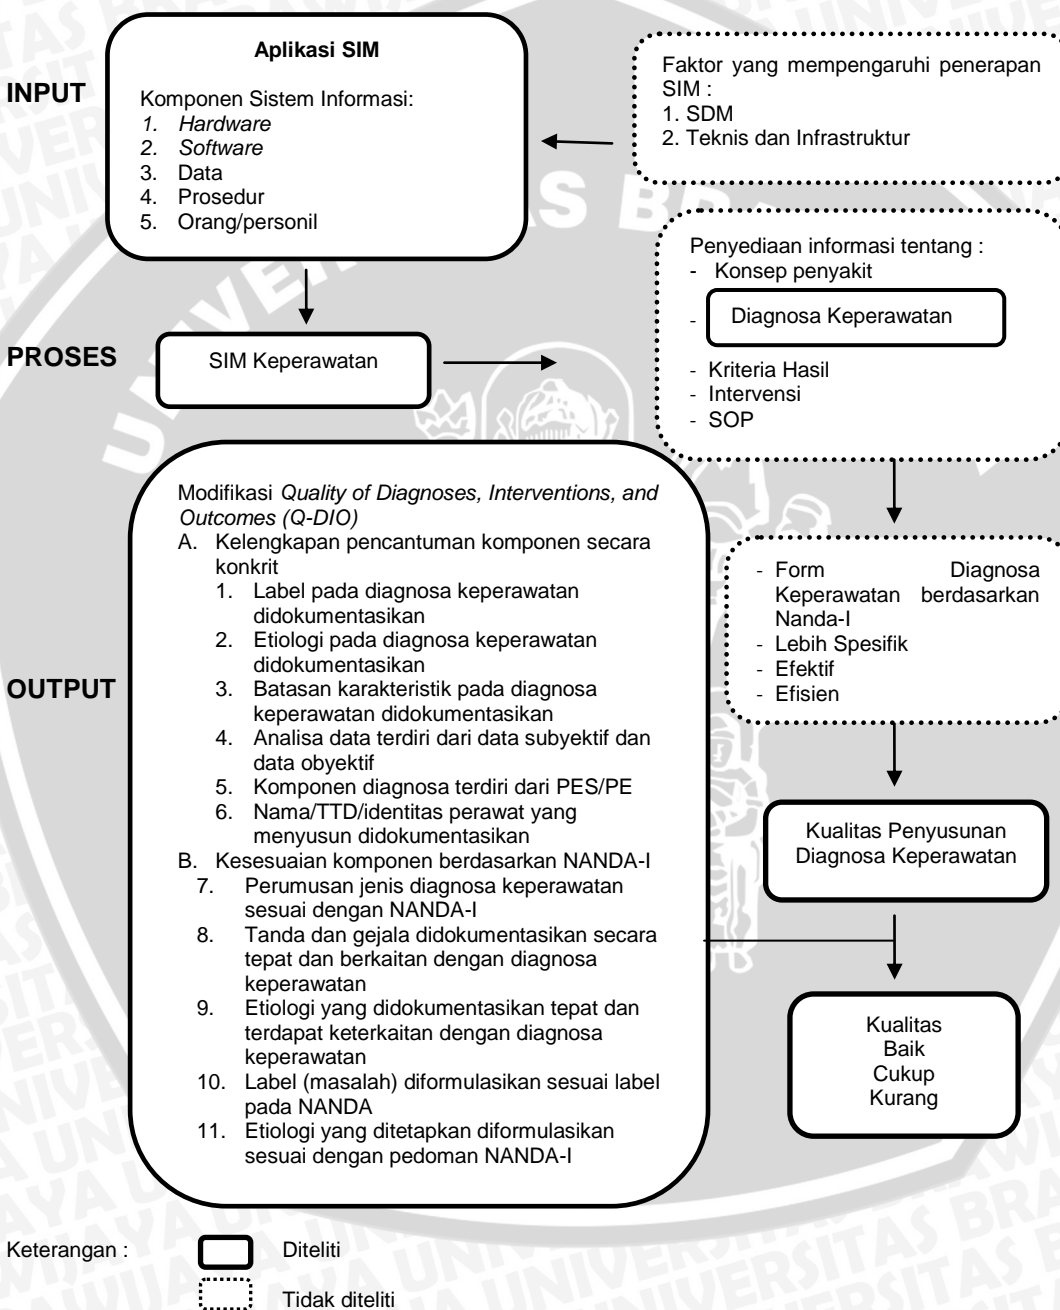 INPUT
Aplikasi SIM
Komponen Sistem Informasi:
1. Hardware
2. Software
3. Data
4. Prosedur
5. Orang/personil
Faktor yang mempengaruhi penerapan
SIM :
1. SDM
2. Teknis dan Infrastruktur
PROSES
SIM Keperawatan
Penyediaan informasi tentang :
- Konsep penyakit
- Diagnosa Keperawatan
- Kriteria Hasil
- Intervensi
- SOP
OUTPUT
Modifikasi Quality of Diagnoses, Interventions, and
Outcomes (Q-DIO)
A. Kelengkapan pencantuman komponen secara
konkrit
1. Label pada diagnosa keperawatan
didokumentasikan
2. Etiologi pada diagnosa keperawatan
didokumentasikan
3. Batasan karakteristik pada diagnosa
keperawatan didokumentasikan
4. Analisa data terdiri dari data subyektif dan
data obyektif
5. Komponen diagnosa terdiri dari PES/PE
6. Nama/TTD/identitas perawat yang
menyusun didokumentasikan
B. Kesesuaian komponen berdasarkan NANDA-I
7. Perumusan jenis diagnosa keperawatan
sesuai dengan NANDA-I
8. Tanda dan gejala didokumentasikan secara
tepat dan berkaitan dengan diagnosa
keperawatan
9. Etiologi yang didokumentasikan tepat dan
terdapat keterkaitan dengan diagnosa
keperawatan
10. Label (masalah) diformulasikan sesuai label
pada NANDA
11. Etiologi yang ditetapkan diformulasikan
sesuai dengan pedoman NANDA-I
- Form Diagnosa
Keperawatan berdasarkan
Nanda-I
- Lebih Spesifik
- Efektif
- Efisien
Kualitas Penyusunan
Diagnosa Keperawatan
Kualitas
Baik
Cukup
Kurang
Keterangan :
Diteliti
Tidak diteliti